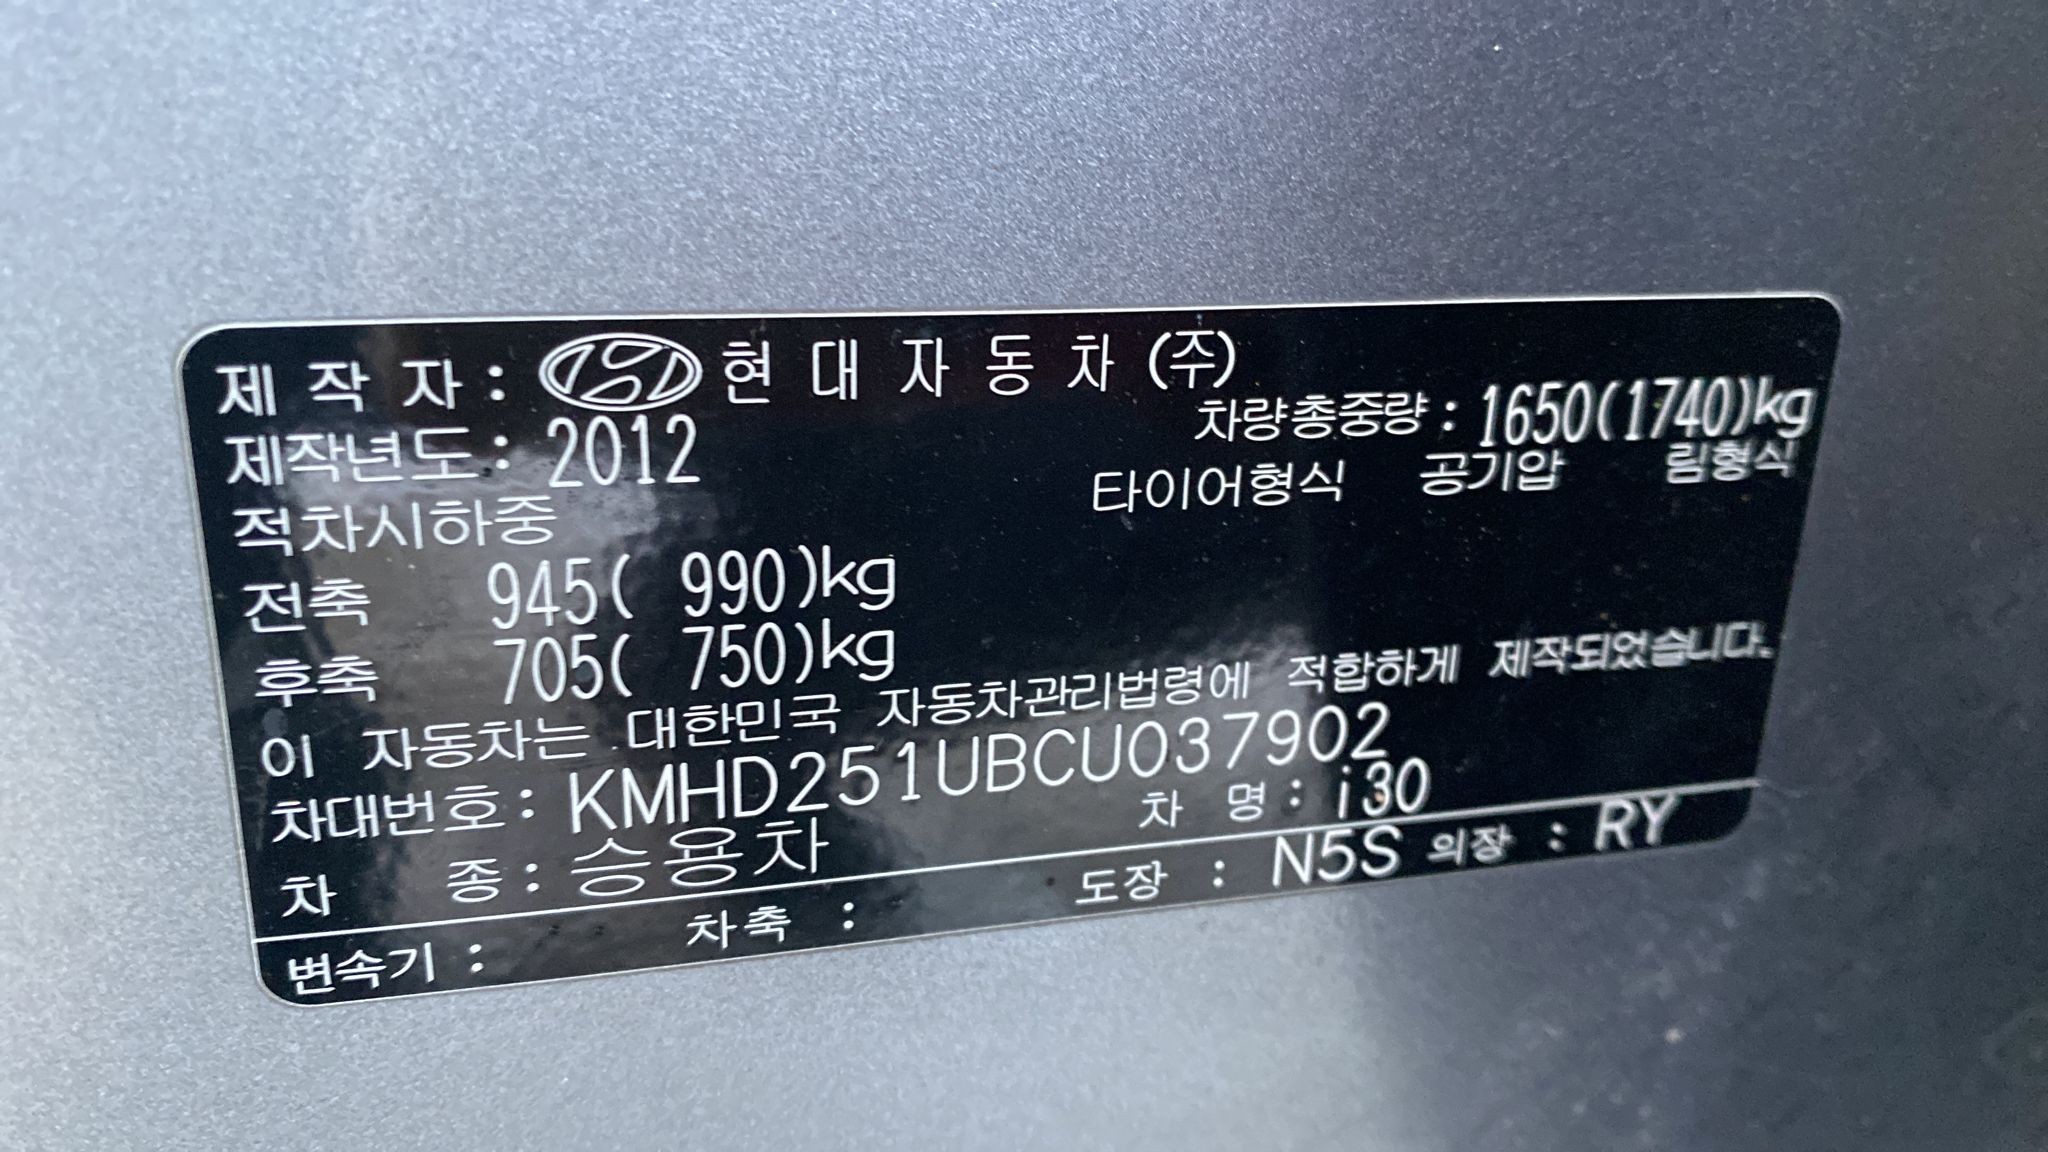 제 작 자 : 현 대 자 동 차 (주)
제작년도 : 2012 차량총중량 : 1650(1740)kg
적차시하중 타이어형식 공기압 림형식
전축 945( 990)kg
후축 705( 750)kg
이 자동차는 대한민국 자동차관리법령에 적합하게 제작되었습니다.
차대번호 : KMHD251UBCU037902
차 종 : 승용차 차 명 : i30
변속기 : 차축 : 도장 : N5S 의장 : RY